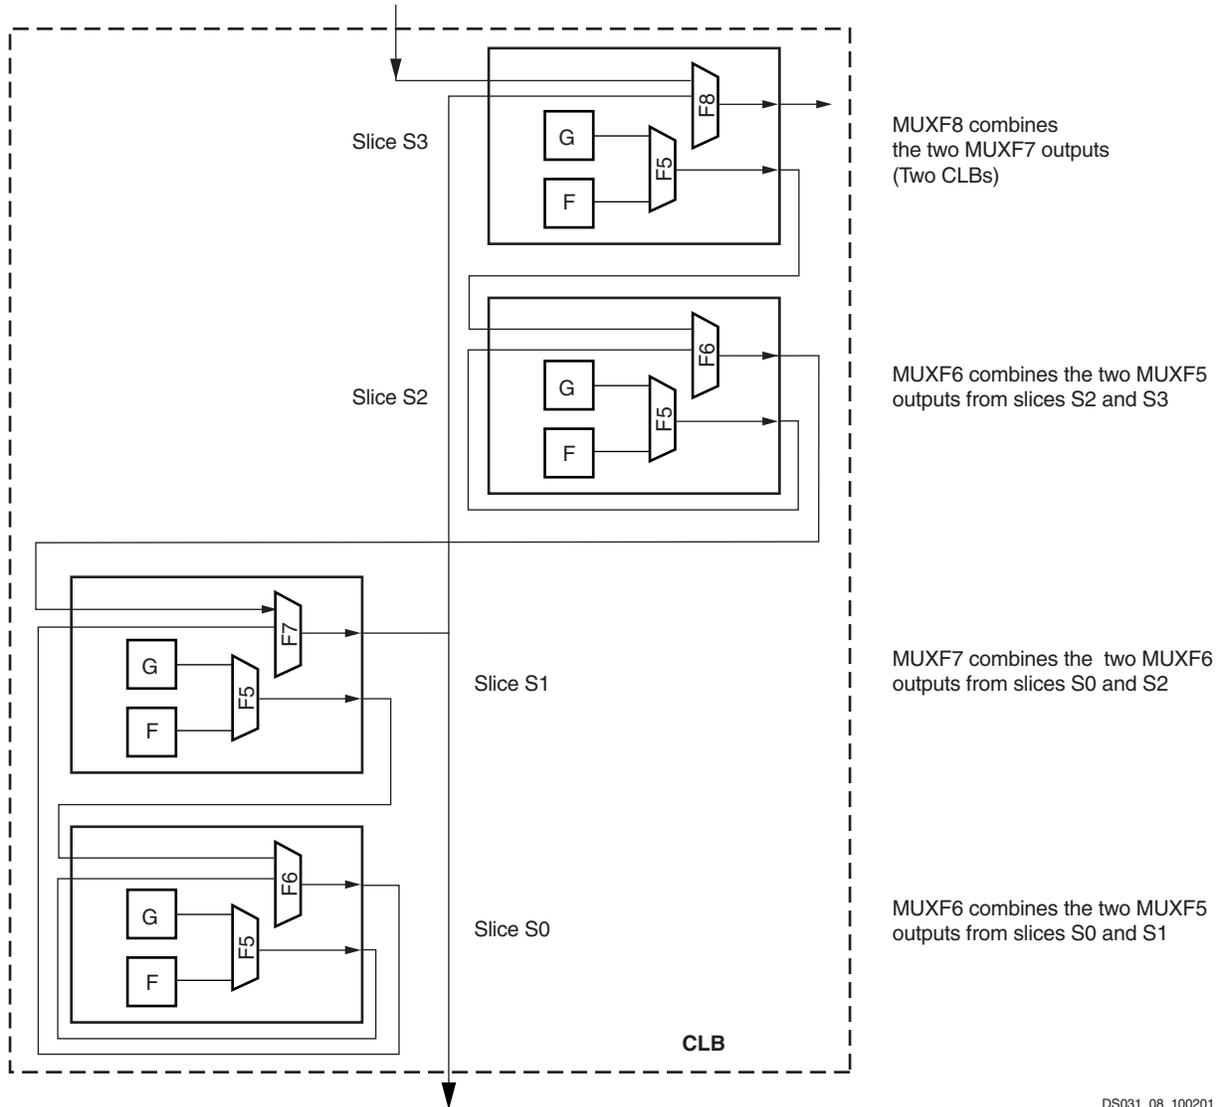 F8
Slice S3
G
F5
F
MUXF8 combines
the two MUXF7 outputs
(Two CLBs)
F6
Slice S2
G
F5
F
MUXF6 combines the two MUXF5
outputs from slices S2 and S3
F7
G
F5
F
Slice S1
MUXF7 combines the  two MUXF6
outputs from slices S0 and S2
F6
G
F5
F
Slice S0
MUXF6 combines the two MUXF5
outputs from slices S0 and S1
CLB
DS031_08_100201